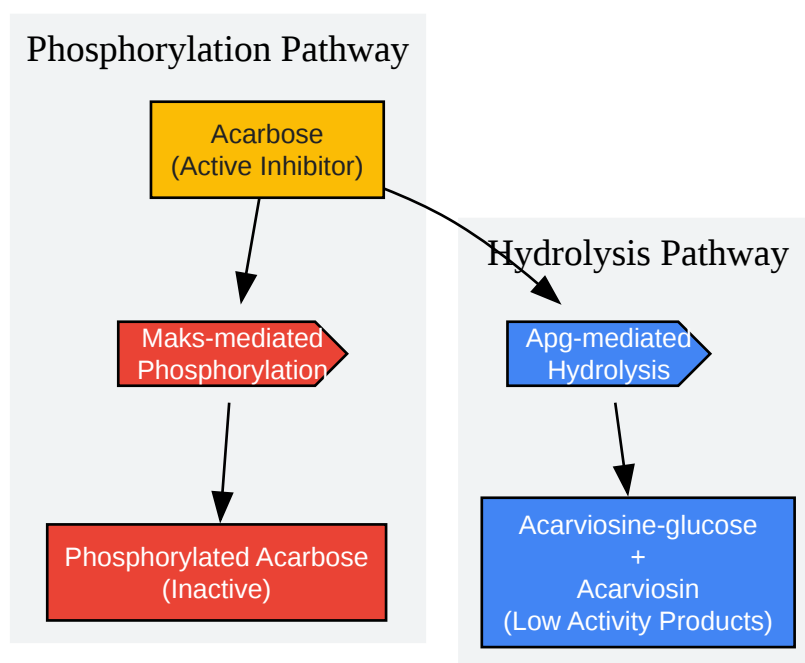 Phosphorylation Pathway
Acarbose
(Active Inhibitor)
Maks-mediated
Phosphorylation
Phosphorylated Acarbose
(Inactive)
Hydrolysis Pathway
Apg-mediated
Hydrolysis
Acarviosine-glucose
+
Acarviosin
(Low Activity Products)